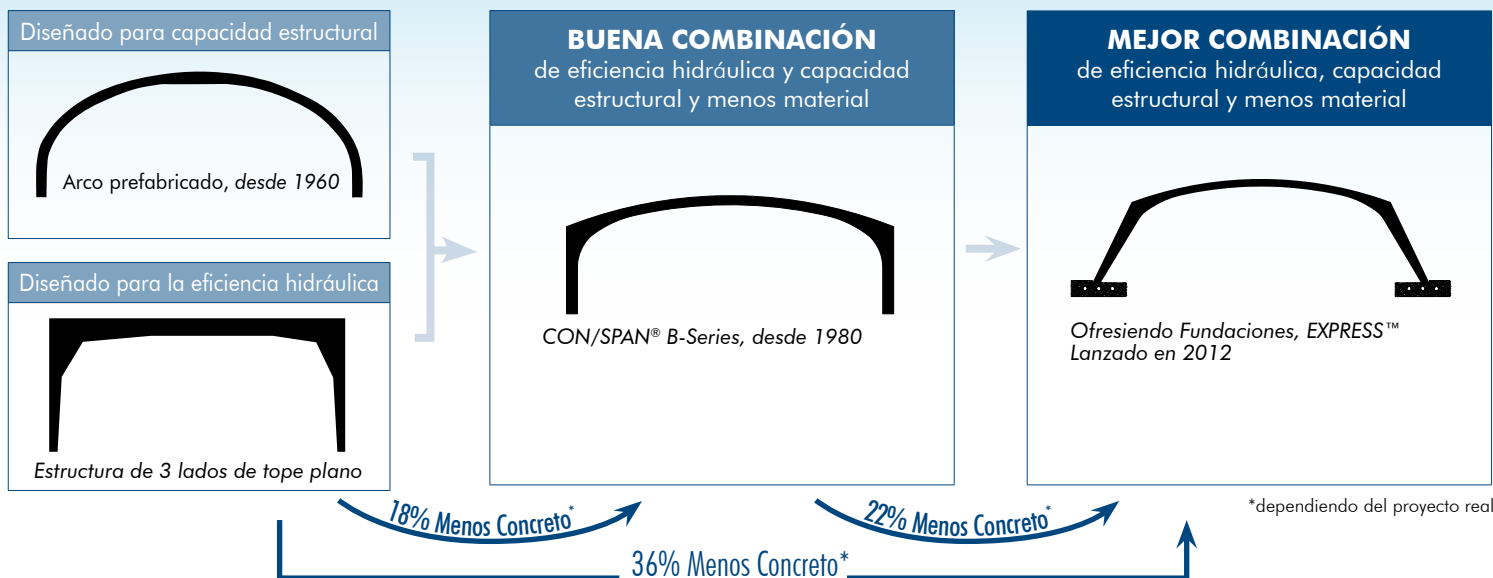 Diseñado para capacidad estructural
Arco prefabricado, desde 1960
Diseñado para la eficiencia hidráulica
Estructura de 3 lados de tope plano
BUENA COMBINACIÓN
de eficiencia hidráulica y capacidad
estructural y menos material
CON/SPAN® B-Series, desde 1980
MEJOR COMBINACIÓN
de eficiencia hidráulica, capacidad
estructural y menos material
Ofresiendo Fundaciones, EXPRESS™
Lanzado en 2012
18% Menos Concreto*
22% Menos Concreto*
*dependiendo del proyecto real
36% Menos Concreto*